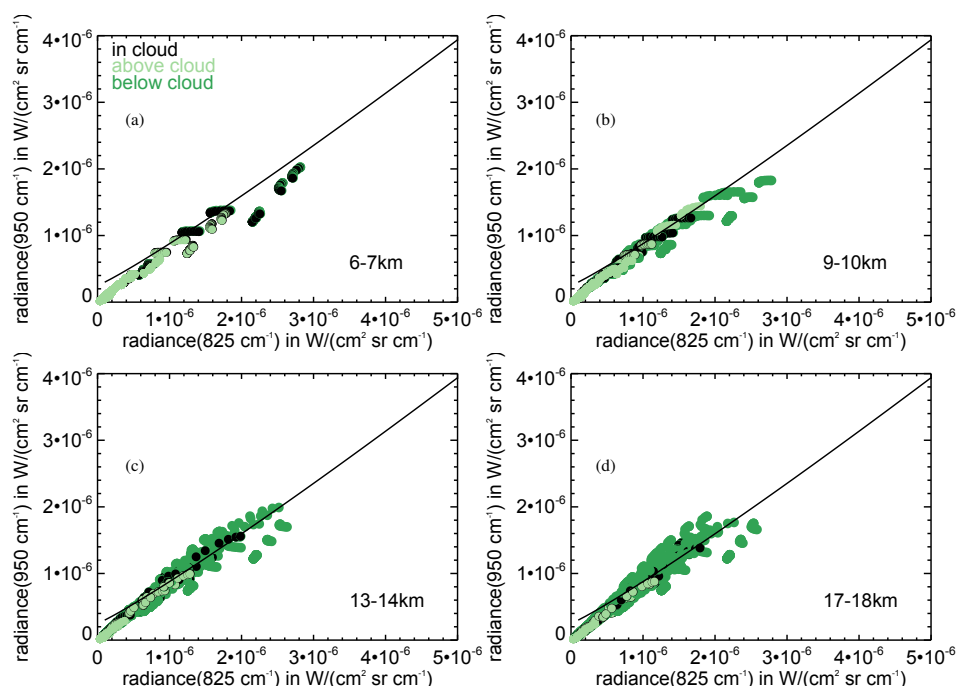 4•10⁻⁶
3•10⁻⁶
2•10⁻⁶
1•10⁻⁶
0
radiance(950 cm⁻¹) in W/(cm² sr cm⁻¹)
in cloud
above cloud
below cloud
(a)
6-7km
0 1•10⁻⁶ 2•10⁻⁶ 3•10⁻⁶ 4•10⁻⁶ 5•10⁻⁶
radiance(825 cm⁻¹) in W/(cm² sr cm⁻¹)
4•10⁻⁶
3•10⁻⁶
2•10⁻⁶
1•10⁻⁶
0
radiance(950 cm⁻¹) in W/(cm² sr cm⁻¹)
(b)
9-10km
0 1•10⁻⁶ 2•10⁻⁶ 3•10⁻⁶ 4•10⁻⁶ 5•10⁻⁶
radiance(825 cm⁻¹) in W/(cm² sr cm⁻¹)
4•10⁻⁶
3•10⁻⁶
2•10⁻⁶
1•10⁻⁶
0
radiance(950 cm⁻¹) in W/(cm² sr cm⁻¹)
(c)
13-14km
0 1•10⁻⁶ 2•10⁻⁶ 3•10⁻⁶ 4•10⁻⁶ 5•10⁻⁶
radiance(825 cm⁻¹) in W/(cm² sr cm⁻¹)
4•10⁻⁶
3•10⁻⁶
2•10⁻⁶
1•10⁻⁶
0
radiance(950 cm⁻¹) in W/(cm² sr cm⁻¹)
(d)
17-18km
0 1•10⁻⁶ 2•10⁻⁶ 3•10⁻⁶ 4•10⁻⁶ 5•10⁻⁶
radiance(825 cm⁻¹) in W/(cm² sr cm⁻¹)